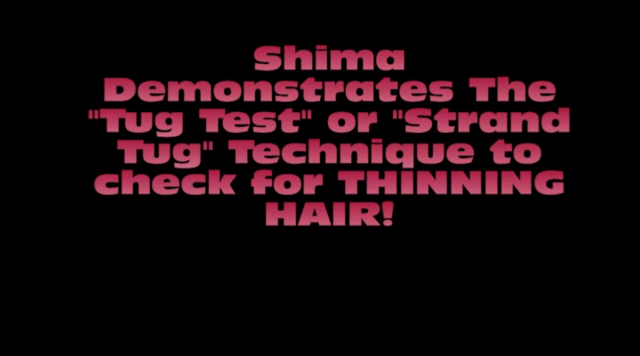 Shima
Demonstrates The
"Tug Test" or "Strand
Tug" Technique to
check for THINNING
HAIR!